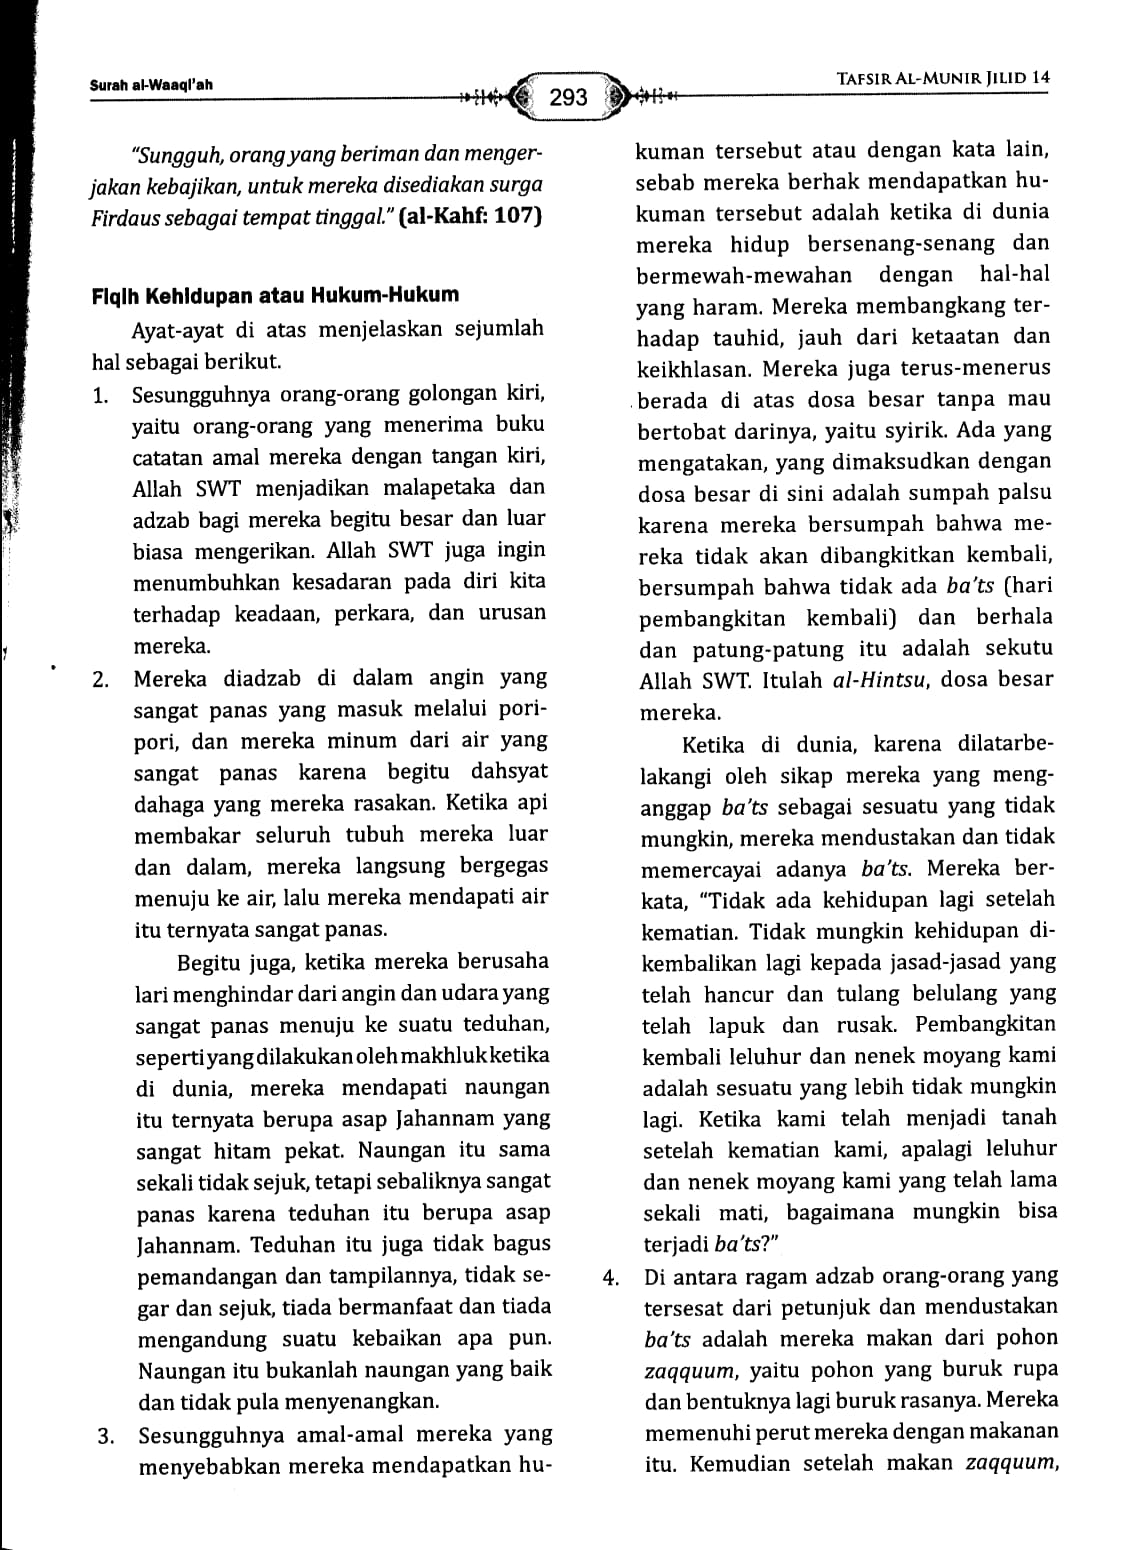 Surah al-Waaqi'ah
293
TAFSIR AL-MUNIR JILID 14
"Sungguh, orang yang beriman dan menger-
jakan kebajikan, untuk mereka disediakan surga
Firdaus sebagai tempat tinggal." (al-Kahf: 107)
Fiqih Kehidupan atau Hukum-Hukum
Ayat-ayat di atas menjelaskan sejumlah
hal sebagai berikut.
1. Sesungguhnya orang-orang golongan kiri,
yaitu orang-orang yang menerima buku
catatan amal mereka dengan tangan kiri,
Allah SWT menjadikan malapetaka dan
adzab bagi mereka begitu besar dan luar
biasa mengerikan. Allah SWT juga ingin
menumbuhkan kesadaran pada diri kita
terhadap keadaan, perkara, dan urusan
mereka.
2. Mereka diadzab di dalam angin yang
sangat panas yang masuk melalui pori-
pori, dan mereka minum dari air yang
sangat panas karena begitu dahsyat
dahaga yang mereka rasakan. Ketika api
membakar seluruh tubuh mereka luar
dan dalam, mereka langsung bergegas
menuju ke air, lalu mereka mendapati air
itu ternyata sangat panas.
Begitu juga, ketika mereka berusaha
lari menghindar dari angin dan udara yang
sangat panas menuju ke suatu teduhan,
seperti yang dilakukan oleh makhluk ketika
di dunia, mereka mendapati naungan
itu ternyata berupa asap Jahannam yang
sangat hitam pekat. Naungan itu sama
sekali tidak sejuk, tetapi sebaliknya sangat
panas karena teduhan itu berupa asap
Jahannam. Teduhan itu juga tidak bagus
pemandangan dan tampilannya, tidak se-
gar dan sejuk, tiada bermanfaat dan tiada
mengandung suatu kebaikan apa pun.
Naungan itu bukanlah naungan yang baik
dan tidak pula menyenangkan.
3. Sesungguhnya amal-amal mereka yang
menyebabkan mereka mendapatkan hu-
kuman tersebut atau dengan kata lain,
sebab mereka berhak mendapatkan hu-
kuman tersebut adalah ketika di dunia
mereka hidup bersenang-senang dan
bermewah-mewahan dengan hal-hal
yang haram. Mereka membangkang ter-
hadap tauhid, jauh dari ketaatan dan
keikhlasan. Mereka juga terus-menerus
berada di atas dosa besar tanpa mau
bertobat darinya, yaitu syirik. Ada yang
mengatakan, yang dimaksudkan dengan
dosa besar di sini adalah sumpah palsu
karena mereka bersumpah bahwa me-
reka tidak akan dibangkitkan kembali,
bersumpah bahwa tidak ada ba'ts (hari
pembangkitan kembali) dan berhala
dan patung-patung itu adalah sekutu
Allah SWT. Itulah al-Hintsu, dosa besar
mereka.
Ketika di dunia, karena dilatarbe-
lakangi oleh sikap mereka yang meng-
anggap ba'ts sebagai sesuatu yang tidak
mungkin, mereka mendustakan dan tidak
memercayai adanya ba'ts. Mereka ber-
kata, "Tidak ada kehidupan lagi setelah
kematian. Tidak mungkin kehidupan di-
kembalikan lagi kepada jasad-jasad yang
telah hancur dan tulang belulang yang
telah lapuk dan rusak. Pembangkitan
kembali leluhur dan nenek moyang kami
adalah sesuatu yang lebih tidak mungkin
lagi. Ketika kami telah menjadi tanah
setelah kematian kami, apalagi leluhur
dan nenek moyang kami yang telah lama
sekali mati, bagaimana mungkin bisa
terjadi ba'ts?"
4. Di antara ragam adzab orang-orang yang
tersesat dari petunjuk dan mendustakan
ba'ts adalah mereka makan dari pohon
zaqquum, yaitu pohon yang buruk rupa
dan bentuknya lagi buruk rasanya. Mereka
memenuhi perut mereka dengan makanan
itu. Kemudian setelah makan zaqquum,